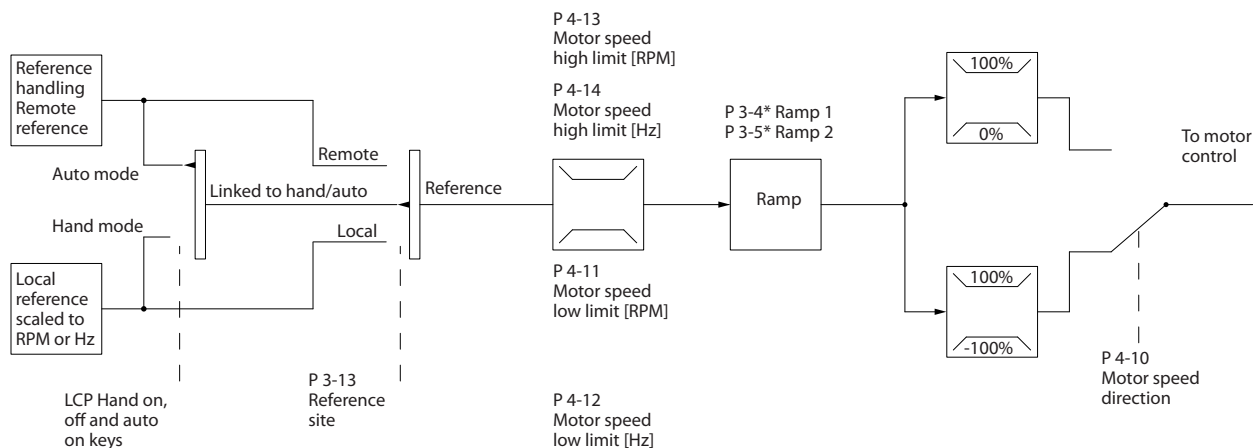 P 4-13
Motor speed
high limit [RPM]
P 4-14
Motor speed
high limit [Hz]
Reference
handling
Remote
reference
Auto mode
Hand mode
Linked to hand/auto
Remote
Local
Reference
Local
reference
scaled to
RPM or Hz
LCP Hand on,
off and auto
on keys
P 3-13
Reference
site
P 4-11
Motor speed
low limit [RPM]
P 4-12
Motor speed
low limit [Hz]
P 3-4* Ramp 1
P 3-5* Ramp 2
Ramp
100%
0%
100%
-100%
To motor
control
P 4-10
Motor speed
direction